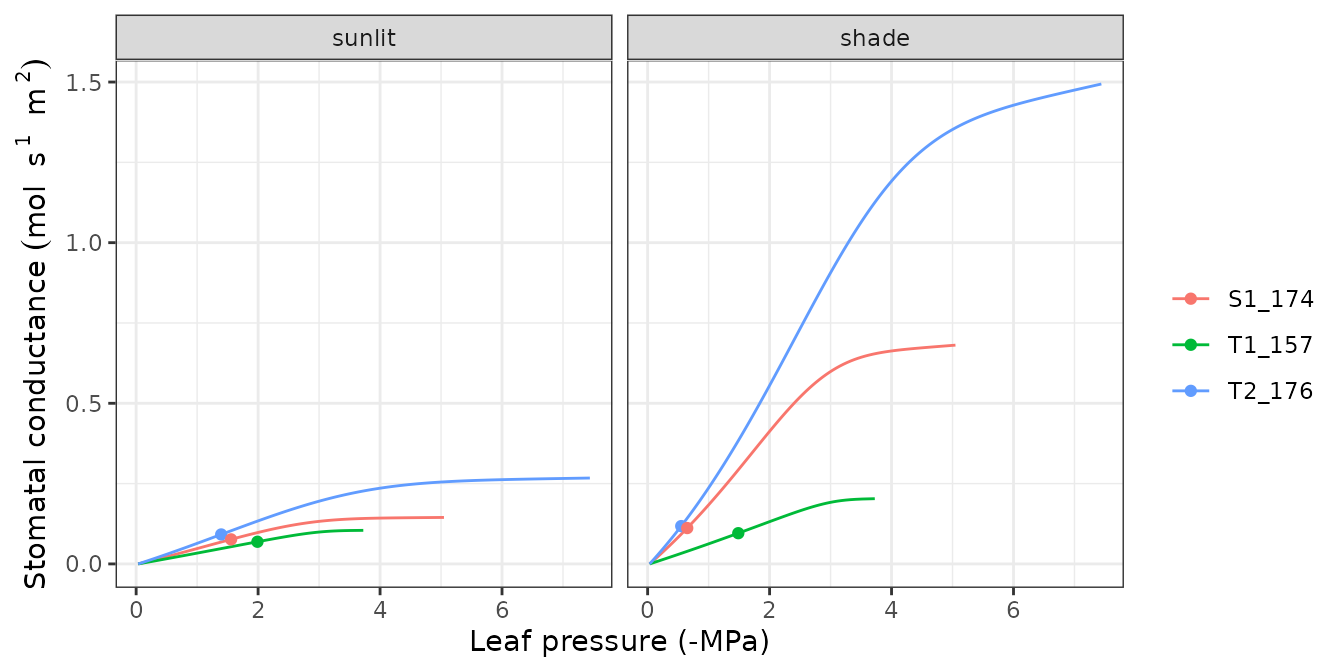 sunlit shade
Stomatal conductance (mol s¹ m²)
1.5
1.0
0.5
0.0
0 2 4 6 0 2 4 6
Leaf pressure (-MPa)
S1_174
T1_157
T2_176